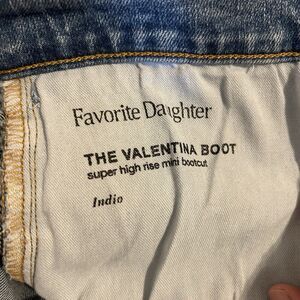 Favorite Daughter
THE VALENTINA BOOT
super high rise mini bootcut
Indio